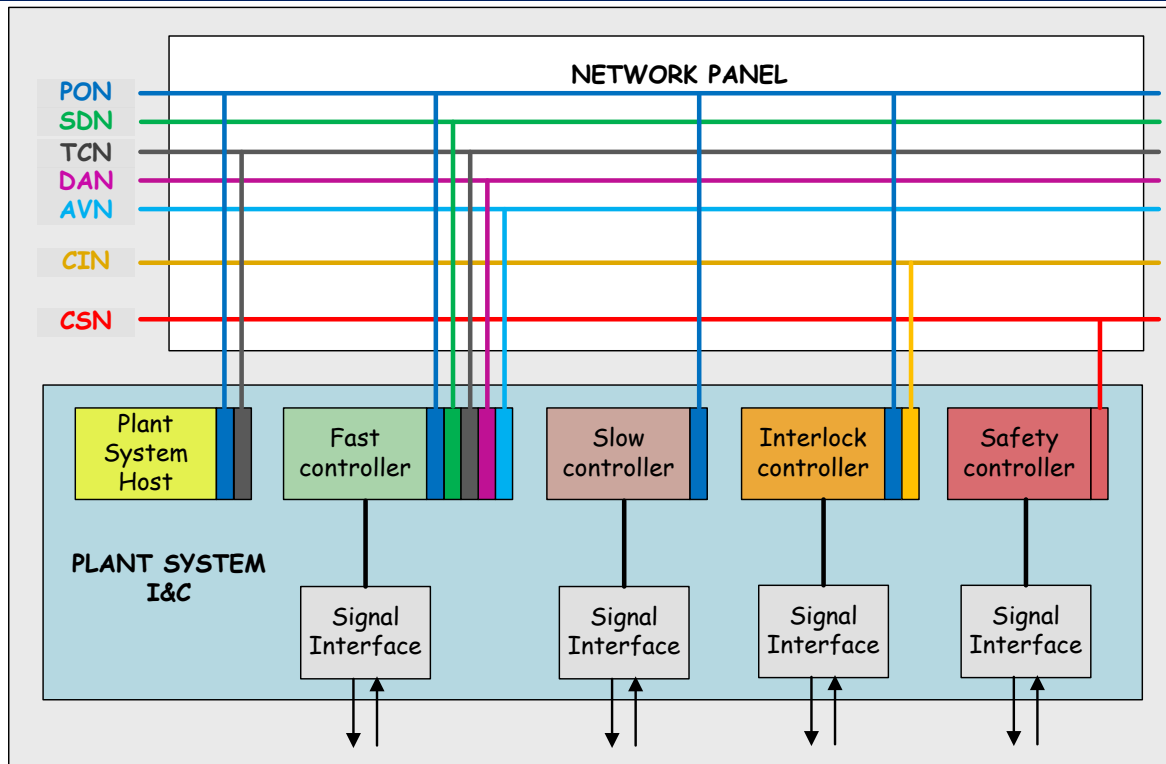 NETWORK PANEL
PON
SDN
TCN
DAN
AVN
CIN
CSN
Plant
System
Host
Fast
controller
Slow
controller
Interlock
controller
Safety
controller
PLANT SYSTEM
I&C
Signal
Interface
Signal
Interface
Signal
Interface
Signal
Interface